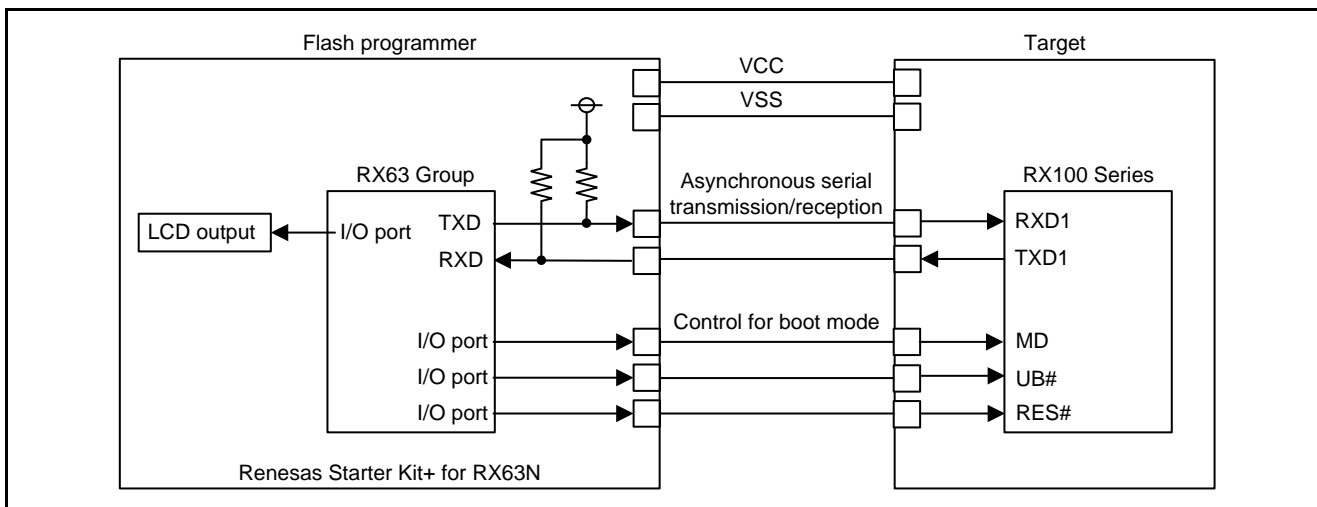 Flash programmer
Target
VCC
VSS
RX63 Group
Asynchronous serial
transmission/reception
RX100 Series
LCD output
I/O port
TXD
RXD1
RXD
TXD1
I/O port
Control for boot mode
MD
I/O port
UB#
I/O port
RES#
Renesas Starter Kit+ for RX63N